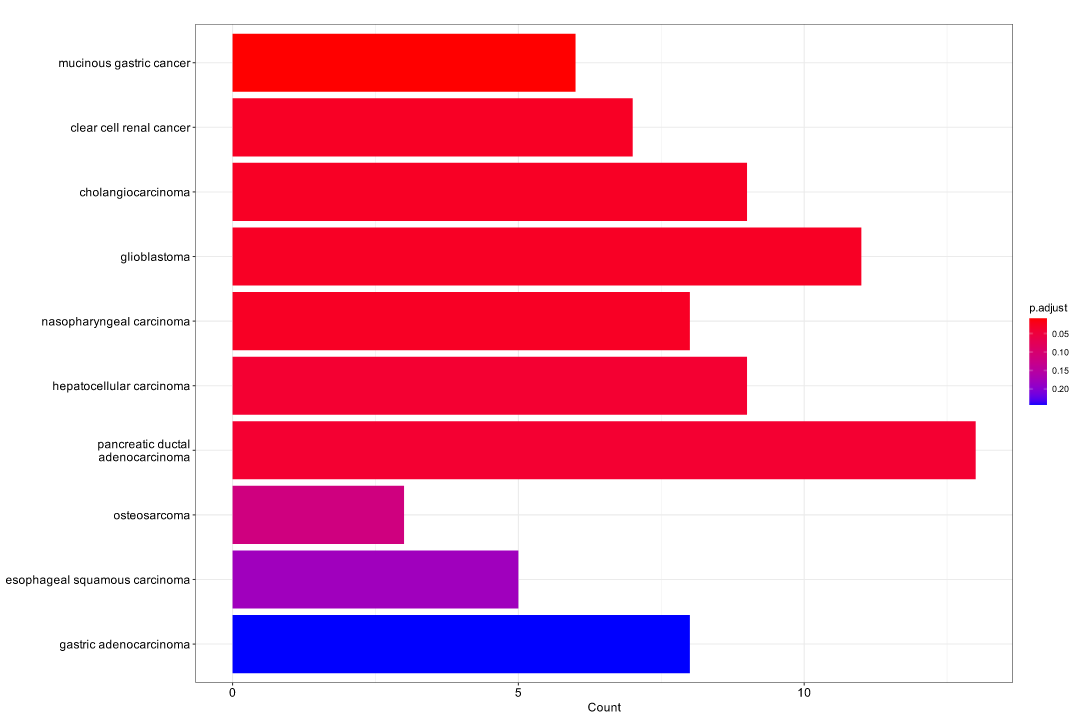 mucinous gastric cancer
clear cell renal cancer
cholangiocarcinoma
glioblastoma
nasopharyngeal carcinoma
hepatocellular carcinoma
pancreatic ductal
adenocarcinoma
osteosarcoma
esophageal squamous carcinoma
gastric adenocarcinoma
0
5
10
Count
p.adjust
0.05
0.10
0.15
0.20